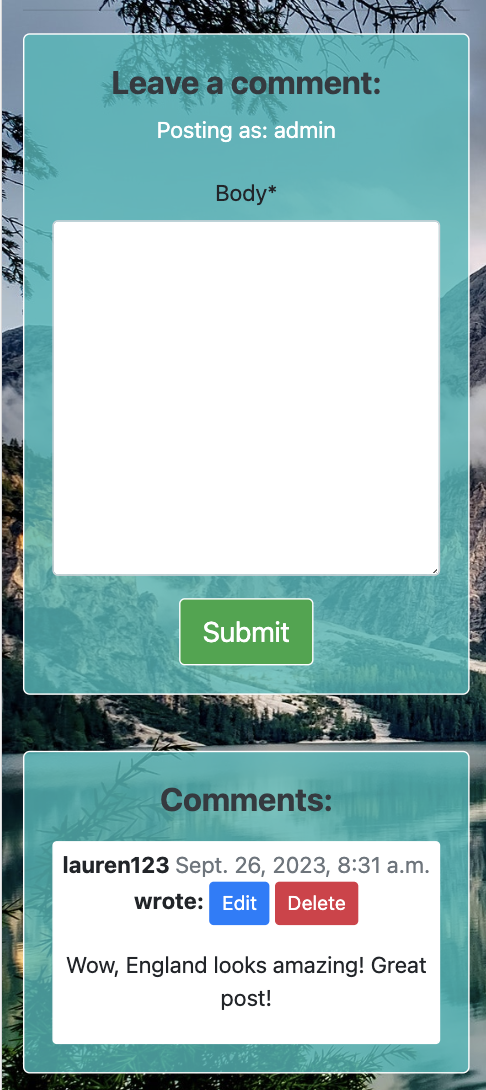 Leave a comment:
Posting as: admin
Body*
Submit
Comments:
lauren123 Sept. 26, 2023, 8:31 a.m.
wrote: Edit Delete
Wow, England looks amazing! Great
post!